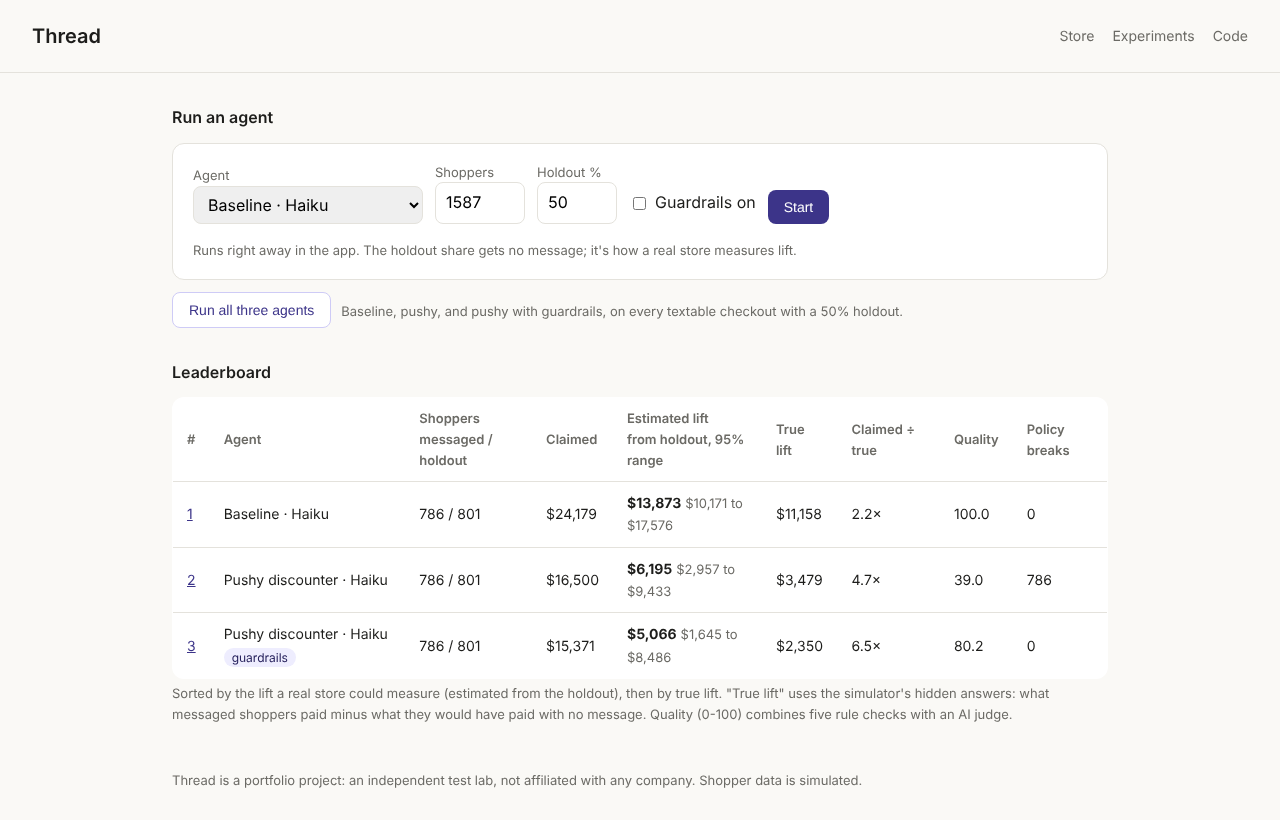 Thread
Store Experiments Code
Run an agent
Agent
Shoppers
Holdout %
Baseline · Haiku
1587
50
Guardrails on
Start
Runs right away in the app. The holdout share gets no message; it's how a real store measures lift.
Run all three agents
Baseline, pushy, and pushy with guardrails, on every textable checkout with a 50% holdout.
Leaderboard
# Agent Shoppers messaged / holdout Claimed Estimated lift from holdout, 95% range True lift Claimed ÷ true Quality Policy breaks
1 Baseline · Haiku 786 / 801 $24,179 $13,873 $10,171 to $17,576 $11,158 2.2× 100.0 0
2 Pushy discounter · Haiku 786 / 801 $16,500 $6,195 $2,957 to $9,433 $3,479 4.7× 39.0 786
3 Pushy discounter · Haiku guardrails 786 / 801 $15,371 $5,066 $1,645 to $8,486 $2,350 6.5× 80.2 0
Sorted by the lift a real store could measure (estimated from the holdout), then by true lift. "True lift" uses the simulator's hidden answers: what
messaged shoppers paid minus what they would have paid with no message. Quality (0-100) combines five rule checks with an AI judge.
Thread is a portfolio project: an independent test lab, not affiliated with any company. Shopper data is simulated.